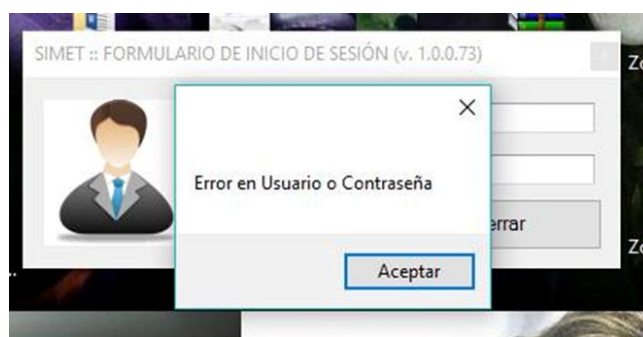 SIMET :: FORMULARIO DE INICIO DE SESIÓN (v. 1.0.0.73)
Error en Usuario o Contraseña
errar
Aceptar